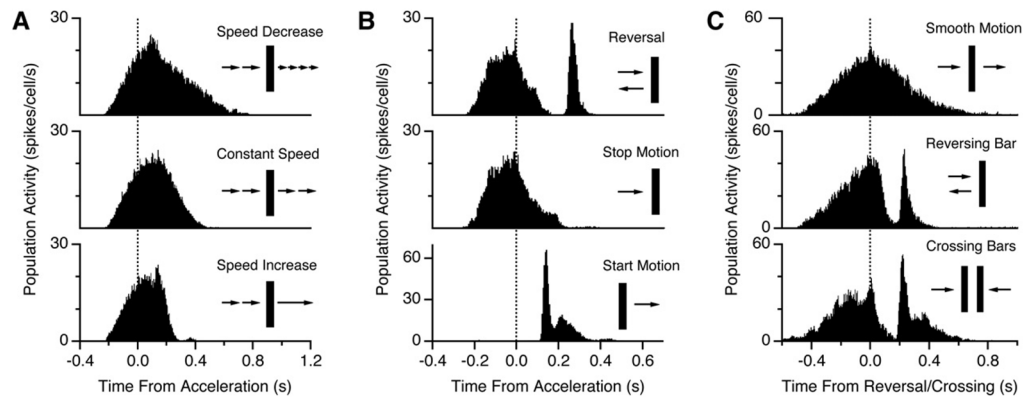 A
Population Activity (spikes/cell/s)
30
Speed Decrease
30
Constant Speed
30
Speed Increase
0
-0.4 0.0 0.4 0.8 1.2
Time From Acceleration (s)
B
Population Activity (spikes/cell/s)
30
Reversal
30
Stop Motion
60
30
0
Start Motion
-0.4 -0.2 0.0 0.2 0.4 0.6
Time From Acceleration (s)
C
Population Activity (spikes/cell/s)
60
0
Smooth Motion
60
0
Reversing Bar
60
0
Crossing Bars
-0.4 0.0 0.4 0.8
Time From Reversal/Crossing (s)